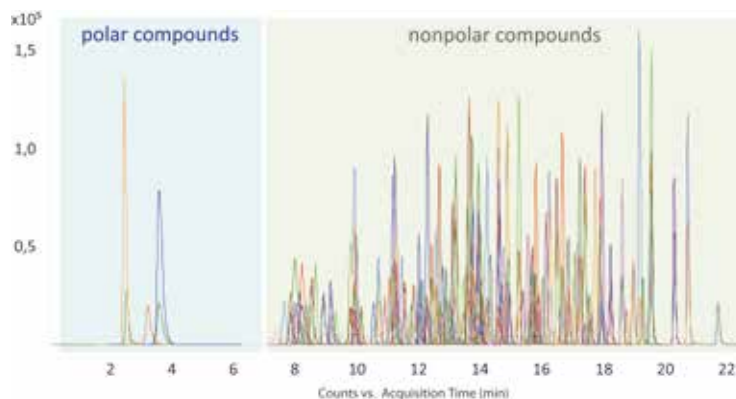 x10⁵
polar compounds
nonpolar compounds
1,5
1,0
0,5
2 4 6 8 10 12 14 16 18 20 22
Counts vs. Acquisition Time (min)